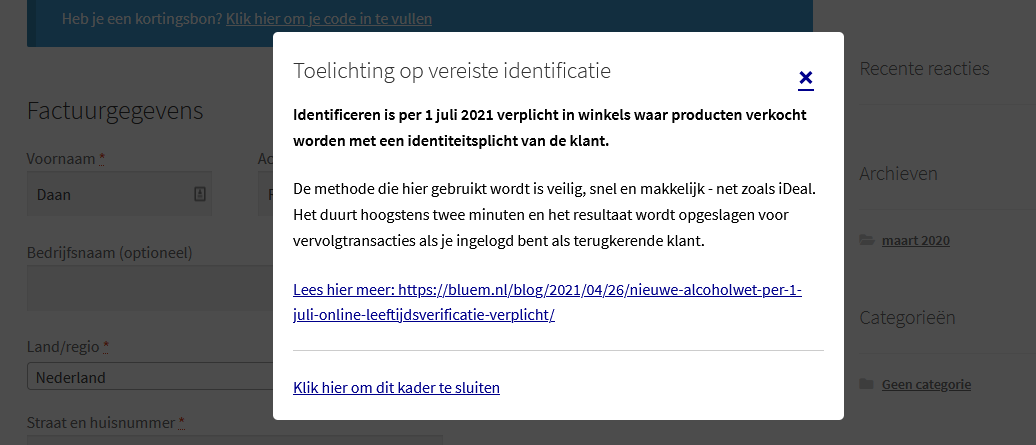 Heb je een kortingsbon? Klik hier om je code in te vullen
Toelichting op vereiste identificatie
×
Identificeren is per 1 juli 2021 verplicht in winkels waar producten verkocht
worden met een identiteitsplicht van de klant.
De methode die hier gebruikt wordt is veilig, snel en makkelijk - net zoals iDeal.
Het duurt hoogstens twee minuten en het resultaat wordt opgeslagen voor
vervolgtransacties als je ingelogd bent als terugkerende klant.
Lees hier meer: https://bluem.nl/blog/2021/04/26/nieuwe-alcoholwet-per-1-
juli-online-leeftijdsverificatie-verplicht/
Klik hier om dit kader te sluiten
Factuurgegevens
Voornaam *
Daan
Bedrijfsnaam (optioneel)
Land/regio *
Nederland
Straat en huisnummer *
Recente reacties
Archieven
maart 2020
Categorieën
Geen categorie